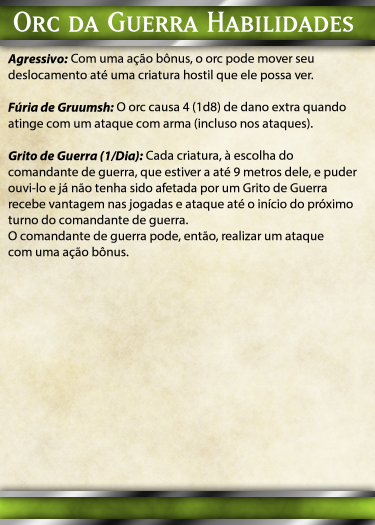 Orc da Guerra Habilidades
Agressivo: Com uma ação bônus, o orc pode mover seu
deslocamento até uma criatura hostil que ele possa ver.
Fúria de Gruumsh: O orc causa 4 (1d8) de dano extra quando
atinge com um ataque com arma (incluso nos ataques).
Grito de Guerra (1/Dia): Cada criatura, à escolha do
comandante de guerra, que estiver a até 9 metros dele, e puder
ouvi-lo e já não tenha sido afetada por um Grito de Guerra
recebe vantagem nas jogadas e ataque até o início do próximo
turno do comandante de guerra.
O comandante de guerra pode, então, realizar um ataque
com uma ação bônus.